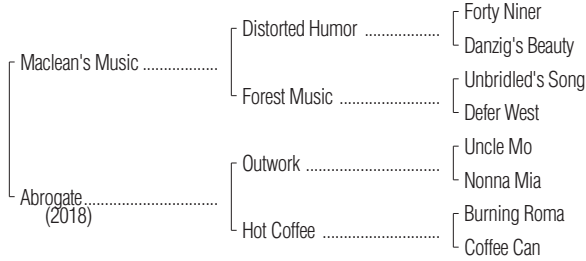 Forty Niner
Distorted Humor ..................
Danzig's Beauty
Maclean's Music ..................
Unbridled's Song
Forest Music ........................
Defer West
Uncle Mo
Outwork ................................
Nonna Mia
Abrogate................................
(2018)
Burning Roma
Hot Coffee ............................
Coffee Can